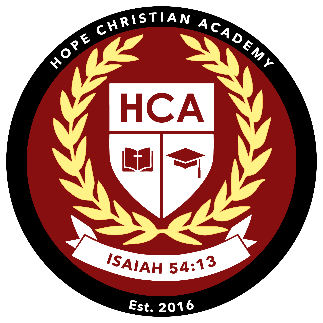 HOPE CHRISTIAN ACADEMY
HCA
ISAIAH 54:13
Est. 2016